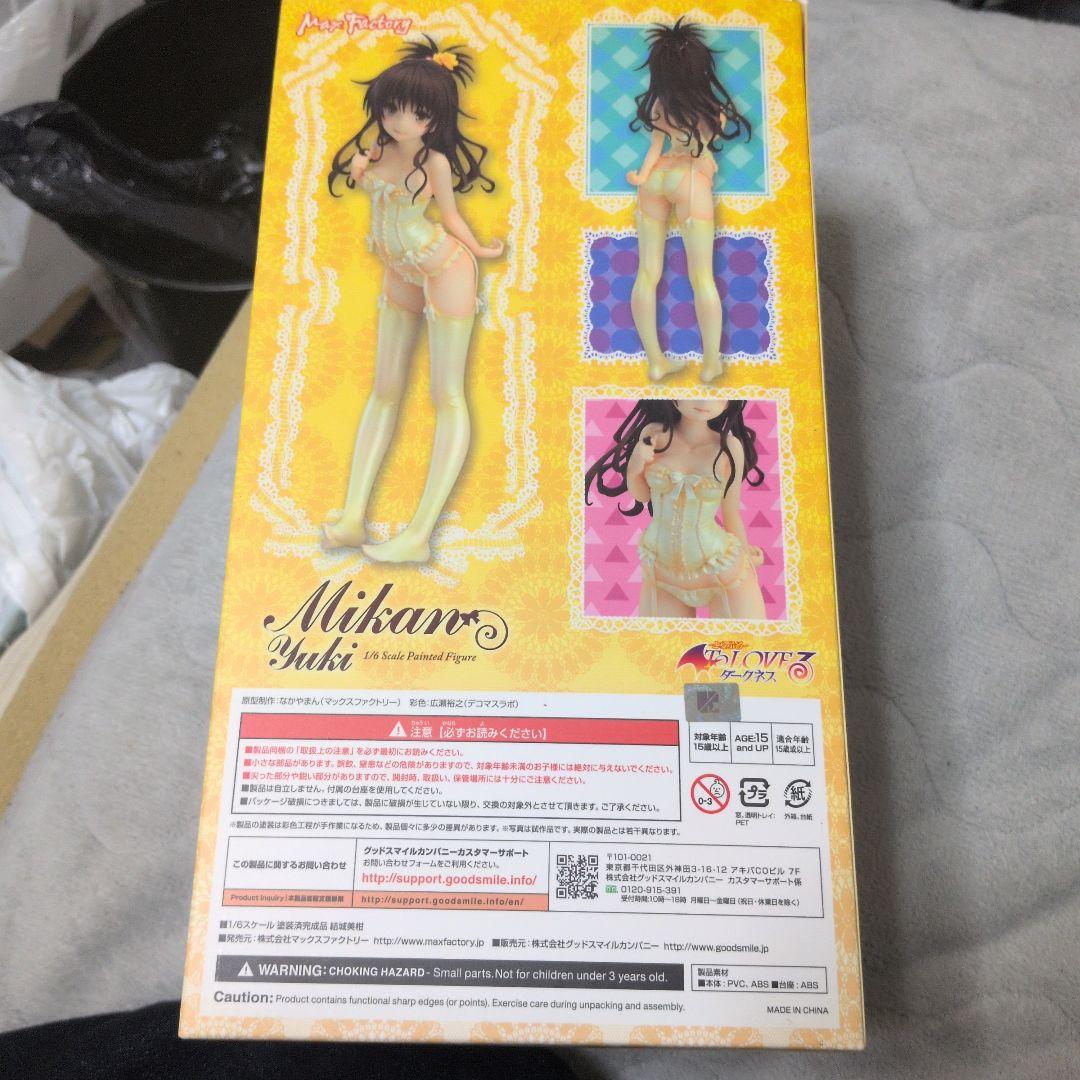 Max Factory
Mikan
Yuki
1/6 Scale Painted Figure
To LOVEる
ダークネス
原型制作:なかやまん(マックスファクトリー) 彩色:広瀬裕之(デコマスラボ)
注意【必ずお読みください】
■製品同梱の「取扱上の注意」を必ず最初にお読みください。
■小さな部品があります。誤飲、窒息などの危険がありますので、対象年齢未満のお子様には絶対に与えないでください。
■尖った部分や鋭い部分がありますので、開封時、取扱い、保管場所には十分にご注意ください。
■製品は自立しません。付属の台座を使用してください。
■パッケージ破損につきましては、製品に破損が生じていない限り、交換の対象外とさせて頂きます。ご了承ください。
対象年齢
15歳以上
AGE:15
and UP
適合年齢
15歳或以上
0-3
プラ
紙
窓、透明トレイ:
PET
外箱、台紙
※製品の塗装は彩色工程が手作業になるため、製品個々に多少の差異があります。※写真は試作品です。実際の製品とは若干異なります。
この製品に関するお問い合わせ
グッドスマイルカンパニーカスタマーサポート
お問い合わせフォームをご利用ください。
http://support.goodsmile.info/
http://support.goodsmile.info/en/
〒101-0021
東京都千代田区外神田3-16-12 アキバCOビル 7F
株式会社グッドスマイルカンパニー カスタマーサポート係
0120-915-391
受付時間:10時〜18時 月曜日〜金曜日(祝日・休業日を除く)
■1/6スケール 塗装済完成品 結城美柑
■発売元:株式会社マックスファクトリー http://www.maxfactory.jp ■販売元:株式会社グッドスマイルカンパニー http://www.goodsmile.jp
WARNING: CHOKING HAZARD - Small parts. Not for children under 3 years old.
Caution: Product contains functional sharp edges (or points). Exercise care during unpacking and assembly.
製品素材
■本体:PVC、ABS ■台座:ABS
MADE IN CHINA